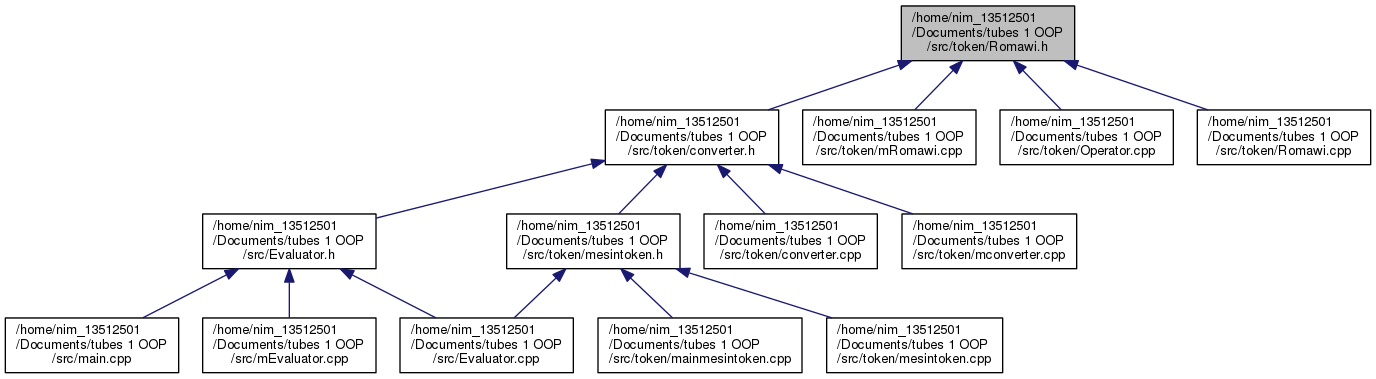 /home/nim_13512501
/Documents/tubes 1 OOP
/src/token/Romawi.h
/home/nim_13512501
/Documents/tubes 1 OOP
/src/token/converter.h
/home/nim_13512501
/Documents/tubes 1 OOP
/src/token/mRomawi.cpp
/home/nim_13512501
/Documents/tubes 1 OOP
/src/token/Operator.cpp
/home/nim_13512501
/Documents/tubes 1 OOP
/src/token/Romawi.cpp
/home/nim_13512501
/Documents/tubes 1 OOP
/src/Evaluator.h
/home/nim_13512501
/Documents/tubes 1 OOP
/src/token/mesintoken.h
/home/nim_13512501
/Documents/tubes 1 OOP
/src/token/converter.cpp
/home/nim_13512501
/Documents/tubes 1 OOP
/src/token/mconverter.cpp
/home/nim_13512501
/Documents/tubes 1 OOP
/src/main.cpp
/home/nim_13512501
/Documents/tubes 1 OOP
/src/mEvaluator.cpp
/home/nim_13512501
/Documents/tubes 1 OOP
/src/Evaluator.cpp
/home/nim_13512501
/Documents/tubes 1 OOP
/src/token/mainmesintoken.cpp
/home/nim_13512501
/Documents/tubes 1 OOP
/src/token/mesintoken.cpp